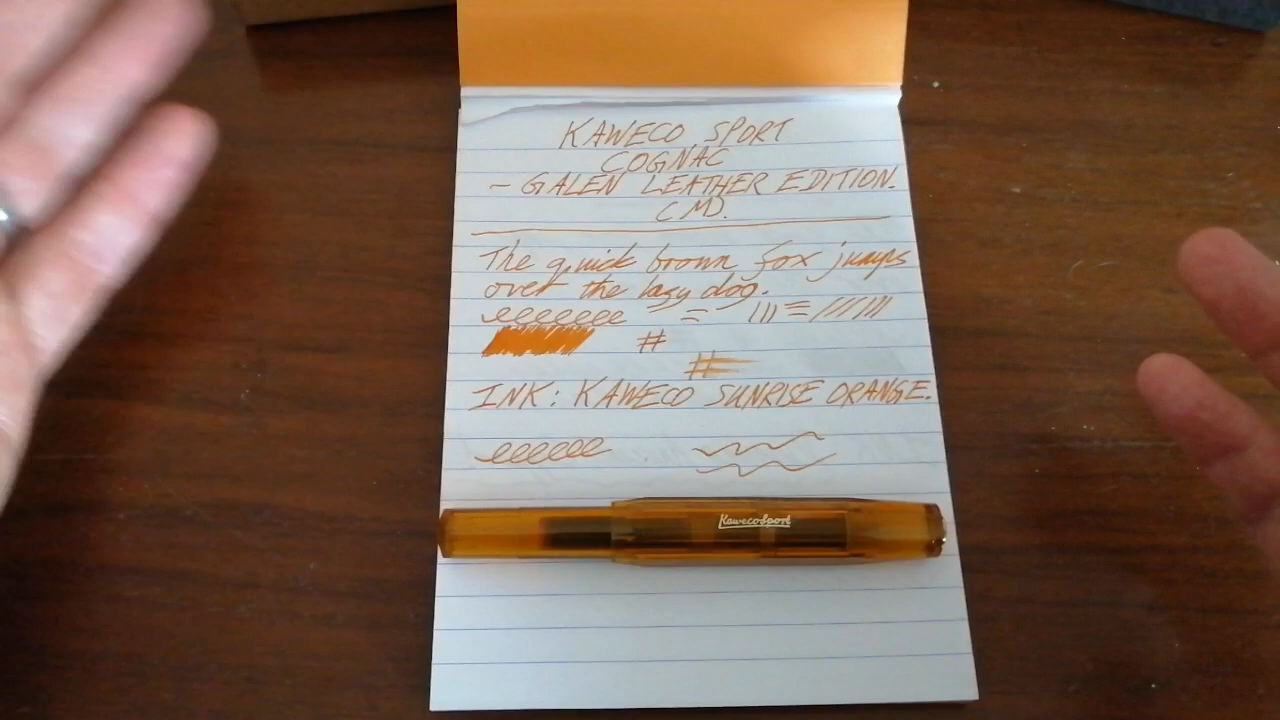 KAWECO SPORT
COGNAC
- GALEN LEATHER EDITION.
The quick brown fox jumps
over the lazy dog.
#
#
INK: KAWECO SUNRISE ORANGE.
KawecoSport